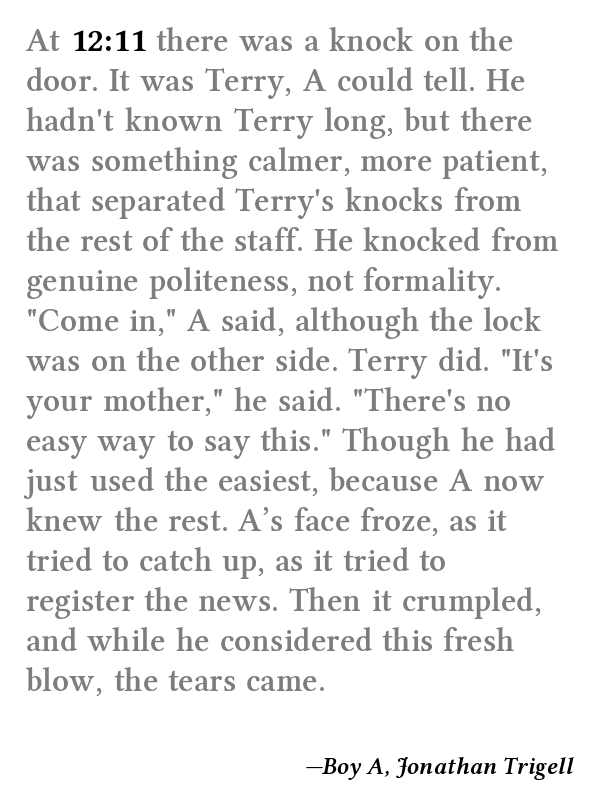 At 12:11 there was a knock on the
door. It was Terry, A could tell. He
hadn't known Terry long, but there
was something calmer, more patient,
that separated Terry's knocks from
the rest of the staff. He knocked from
genuine politeness, not formality.
"Come in," A said, although the lock
was on the other side. Terry did. "It's
your mother," he said. "There's no
easy way to say this." Though he had
just used the easiest, because A now
knew the rest. A’s face froze, as it
tried to catch up, as it tried to
register the news. Then it crumpled,
and while he considered this fresh
blow, the tears came.
—Boy A, Jonathan Trigell